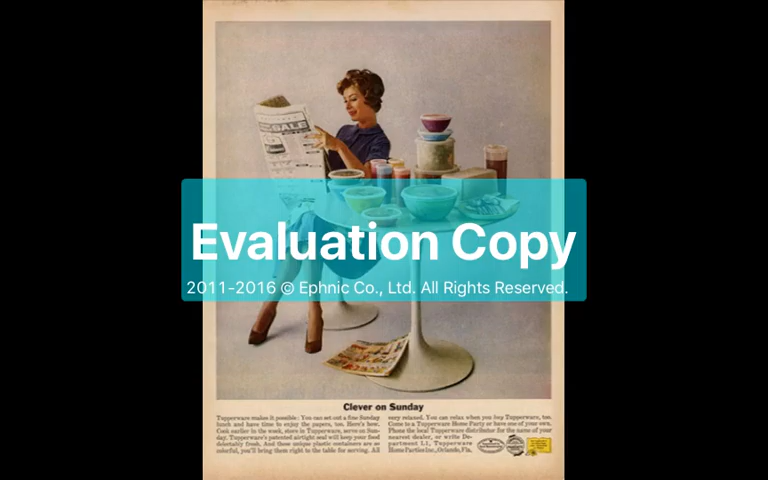 SALE
Evaluation Copy
2011-2016 © Ephnic Co., Ltd. All Rights Reserved.
Clever on Sunday
Tupperware makes it possible: You can set out a fine Sunday
lunch and have time to enjoy the papers, too. Here's how.
Cook earlier in the week, store in Tupperware, serve on Sun-
day. Tupperware's patented airtight seal will keep your food
delectably fresh. And these unique plastic containers are so
colorful, you'll bring them right to the table for serving. All
very relaxed. You can relax when you buy Tupperware, too.
Come to a Tupperware Home Party or have one of your own.
Phone the local Tupperware distributor for the name of your
nearest dealer, or write De-
partment L1, Tupperware
Home Parties Inc., Orlando, Fla.